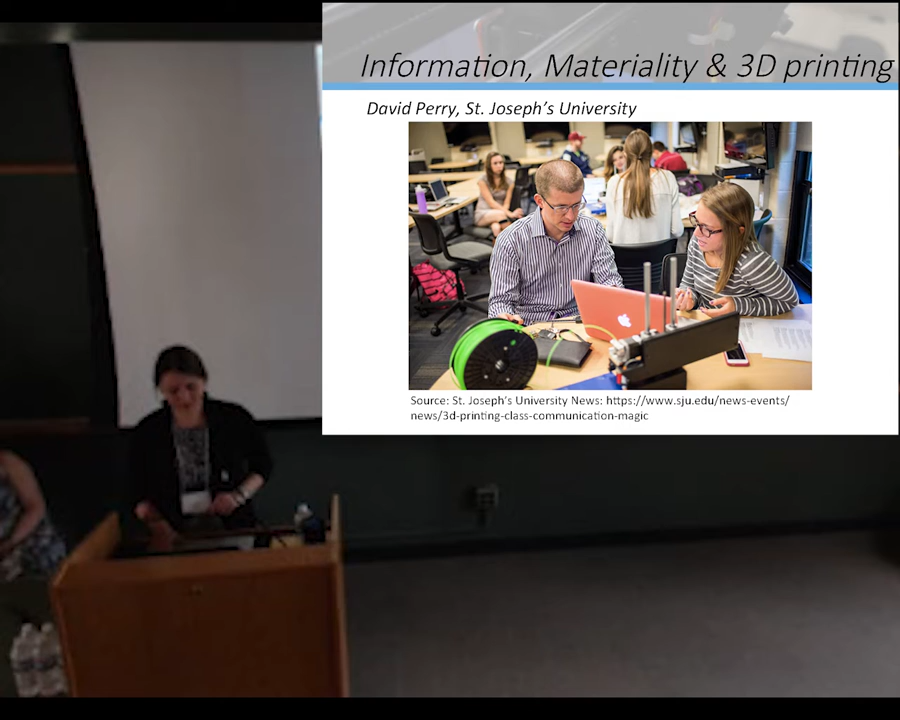 Information, Materiality & 3D printing
David Perry, St. Joseph's University
Source: St. Joseph's University News: https://www.sju.edu/news-events/
news/3d-printing-class-communication-magic